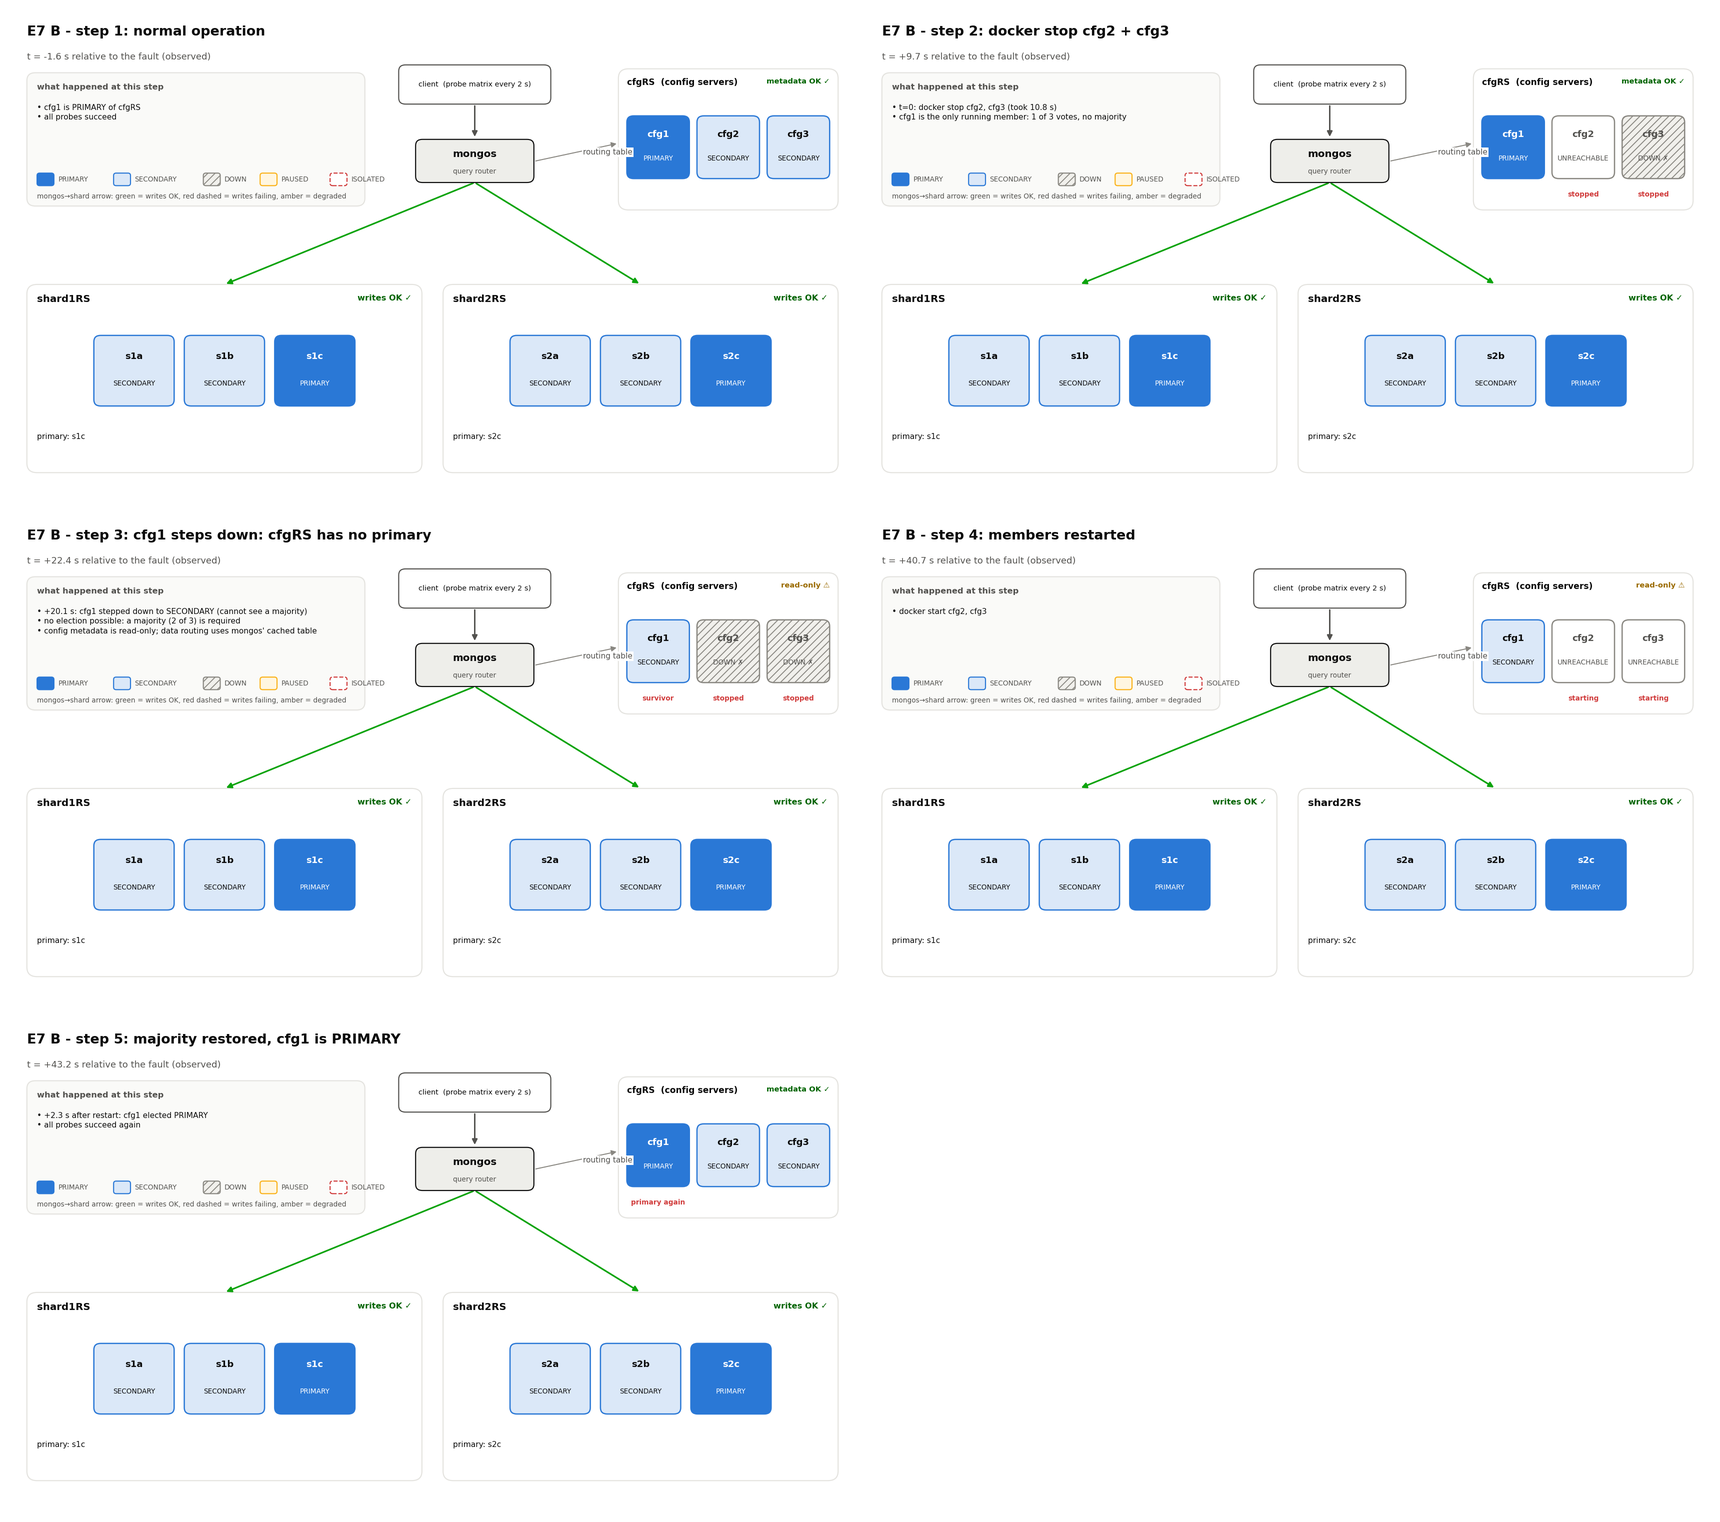 E7 B - step 1: normal operation
t = -1.6 s relative to the fault (observed)
what happened at this step
• cfg1 is PRIMARY of cfgRS
• all probes succeed
PRIMARY SECONDARY DOWN PAUSED ISOLATED
mongos→shard arrow: green = writes OK, red dashed = writes failing, amber = degraded
client (probe matrix every 2 s)
mongos
query router
routing table
cfgRS (config servers) metadata OK ✓
cfg1 cfg2 cfg3
PRIMARY SECONDARY SECONDARY
shard1RS writes OK ✓
s1a s1b s1c
SECONDARY SECONDARY PRIMARY
primary: s1c
shard2RS writes OK ✓
s2a s2b s2c
SECONDARY SECONDARY PRIMARY
primary: s2c
E7 B - step 2: docker stop cfg2 + cfg3
t = +9.7 s relative to the fault (observed)
what happened at this step
• t=0: docker stop cfg2, cfg3 (took 10.8 s)
• cfg1 is the only running member: 1 of 3 votes, no majority
PRIMARY SECONDARY DOWN PAUSED ISOLATED
mongos→shard arrow: green = writes OK, red dashed = writes failing, amber = degraded
client (probe matrix every 2 s)
mongos
query router
routing table
cfgRS (config servers) metadata OK ✓
cfg1 cfg2 cfg3
PRIMARY UNREACHABLE DOWN ✗
stopped stopped
shard1RS writes OK ✓
s1a s1b s1c
SECONDARY SECONDARY PRIMARY
primary: s1c
shard2RS writes OK ✓
s2a s2b s2c
SECONDARY SECONDARY PRIMARY
primary: s2c
E7 B - step 3: cfg1 steps down: cfgRS has no primary
t = +22.4 s relative to the fault (observed)
what happened at this step
• +20.1 s: cfg1 stepped down to SECONDARY (cannot see a majority)
• no election possible: a majority (2 of 3) is required
• config metadata is read-only; data routing uses mongos' cached table
PRIMARY SECONDARY DOWN PAUSED ISOLATED
mongos→shard arrow: green = writes OK, red dashed = writes failing, amber = degraded
client (probe matrix every 2 s)
mongos
query router
routing table
cfgRS (config servers) read-only ⚠
cfg1 cfg2 cfg3
SECONDARY DOWN ✗ DOWN ✗
survivor stopped stopped
shard1RS writes OK ✓
s1a s1b s1c
SECONDARY SECONDARY PRIMARY
primary: s1c
shard2RS writes OK ✓
s2a s2b s2c
SECONDARY SECONDARY PRIMARY
primary: s2c
E7 B - step 4: members restarted
t = +40.7 s relative to the fault (observed)
what happened at this step
• docker start cfg2, cfg3
PRIMARY SECONDARY DOWN PAUSED ISOLATED
mongos→shard arrow: green = writes OK, red dashed = writes failing, amber = degraded
client (probe matrix every 2 s)
mongos
query router
routing table
cfgRS (config servers) read-only ⚠
cfg1 cfg2 cfg3
SECONDARY UNREACHABLE UNREACHABLE
starting starting
shard1RS writes OK ✓
s1a s1b s1c
SECONDARY SECONDARY PRIMARY
primary: s1c
shard2RS writes OK ✓
s2a s2b s2c
SECONDARY SECONDARY PRIMARY
primary: s2c
E7 B - step 5: majority restored, cfg1 is PRIMARY
t = +43.2 s relative to the fault (observed)
what happened at this step
• +2.3 s after restart: cfg1 elected PRIMARY
• all probes succeed again
PRIMARY SECONDARY DOWN PAUSED ISOLATED
mongos→shard arrow: green = writes OK, red dashed = writes failing, amber = degraded
client (probe matrix every 2 s)
mongos
query router
routing table
cfgRS (config servers) metadata OK ✓
cfg1 cfg2 cfg3
PRIMARY SECONDARY SECONDARY
primary again
shard1RS writes OK ✓
s1a s1b s1c
SECONDARY SECONDARY PRIMARY
primary: s1c
shard2RS writes OK ✓
s2a s2b s2c
SECONDARY SECONDARY PRIMARY
primary: s2c